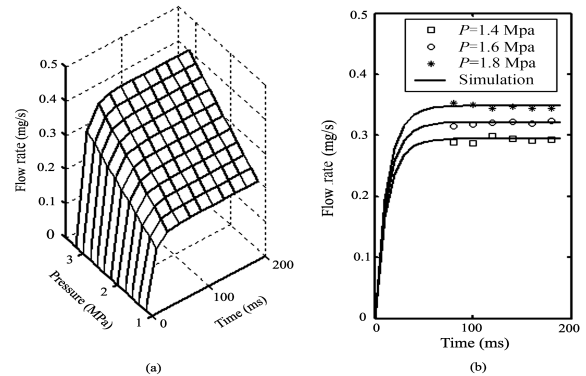 0.5
0.4
0.3
0.2
0.1
0
Flow rate (mg/s)
3
2
1
Pressure (MPa)
0
100
200
Time (ms)
(a)
0.5
0.4
0.3
0.1
0
Flow rate (mg/s)
P=1.4 Mpa
P=1.6 Mpa
P=1.8 Mpa
Simulation
0
100
200
Time (ms)
(b)